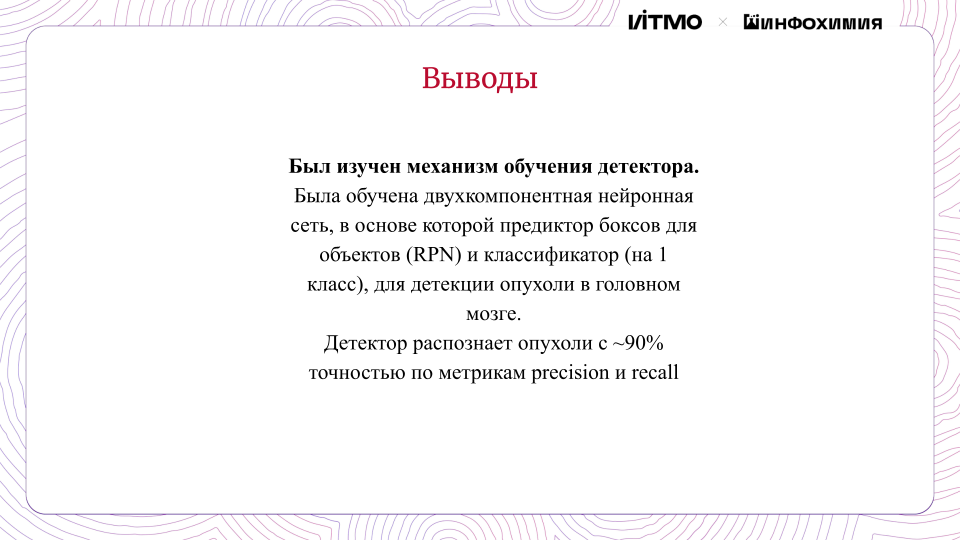 ИТМО × ИНФОХИМИЯ
Выводы
Был изучен механизм обучения детектора.
Была обучена двухкомпонентная нейронная
сеть, в основе которой предиктор боксов для
объектов (RPN) и классификатор (на 1
класс), для детекции опухоли в головном
мозге.
Детектор распознает опухоли с ~90%
точностью по метрикам precision и recall